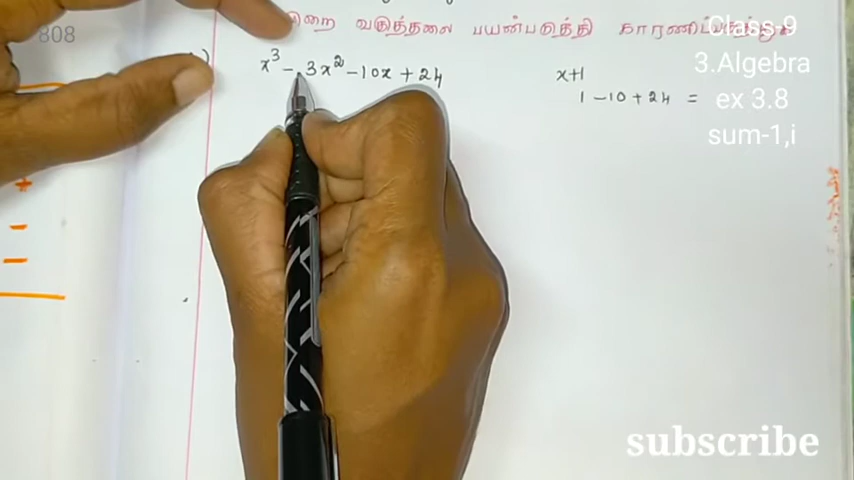 808
முறை வகுத்தலை பயன்படுத்தி காரணிப்படுத்துக
x³ - 3x² - 10x + 24
x+1
1 - 10 + 24 =
Class-9
3.Algebra
ex 3.8
sum-1,i
subscribe